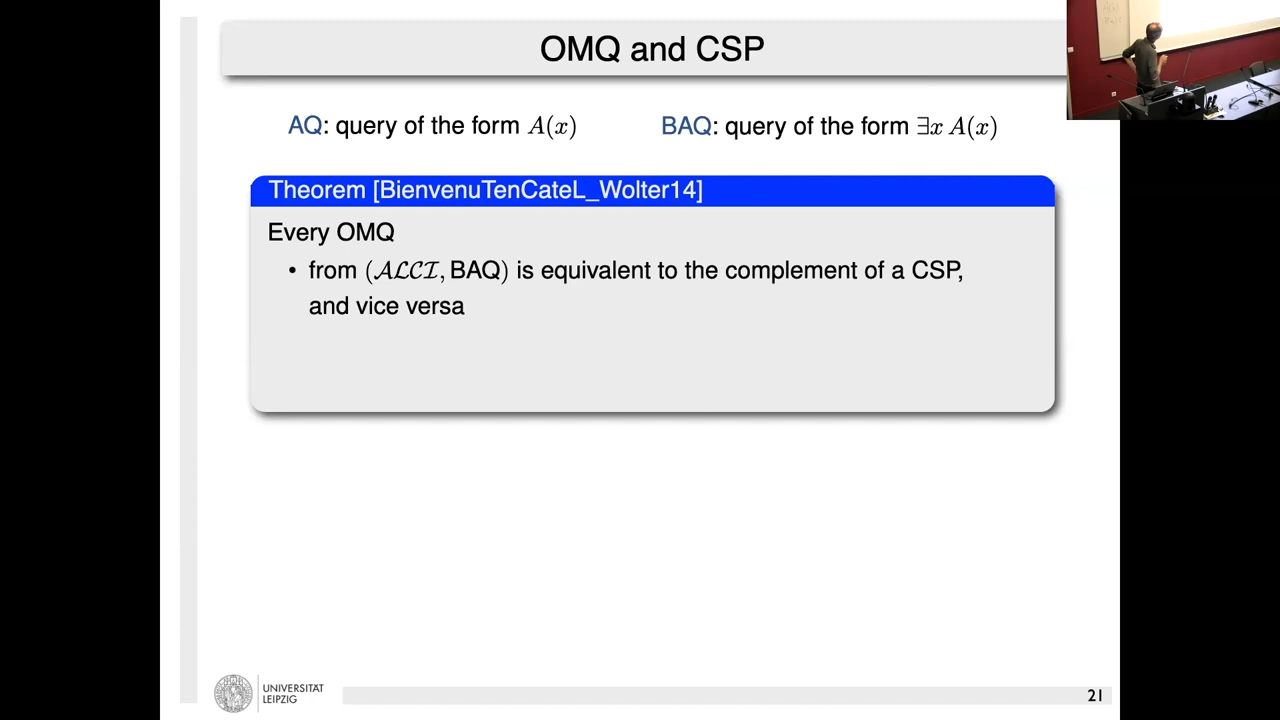 OMQ and CSP
AQ: query of the form A(x)
BAQ: query of the form ∃x A(x)
Theorem [BienvenuTenCateL_Wolter14]
Every OMQ
• from (𝒜ℒ𝒞ℐ, BAQ) is equivalent to the complement of a CSP,
and vice versa
UNIVERSITÄT
LEIPZIG
21